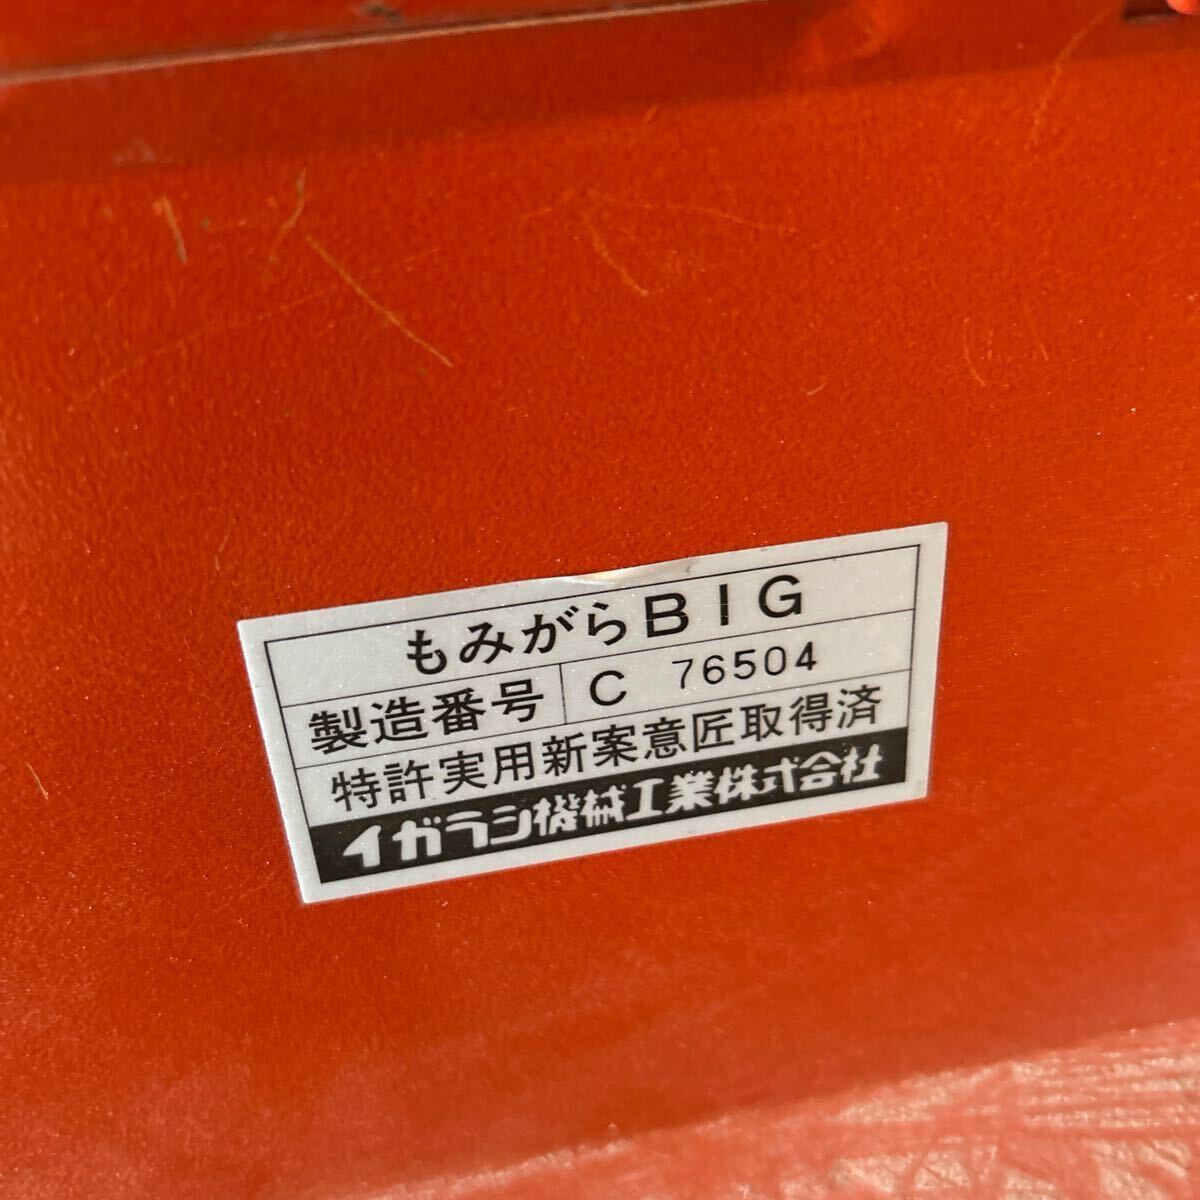 もみがらBIG
製造番号 C 76504
特許実用新案意匠取得済
イガラシ機械工業株式会社